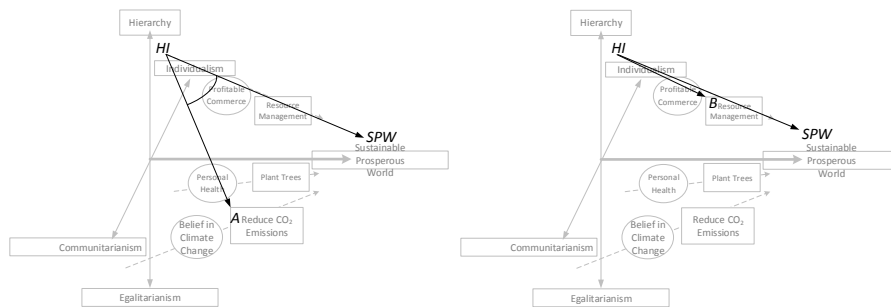 Hierarchy
HI
Individualism
Profitable
Commerce
Resource
Management
SPW
Sustainable
Prosperous
World
Personal
Health
Plant Trees
A
Reduce CO₂
Emissions
Belief in
Climate
Change
Communitarianism
Egalitarianism
Hierarchy
HI
Individualism
Profitable
Commerce
B
Resource
Management
SPW
Sustainable
Prosperous
World
Personal
Health
Plant Trees
Reduce CO₂
Emissions
Belief in
Climate
Change
Communitarianism
Egalitarianism